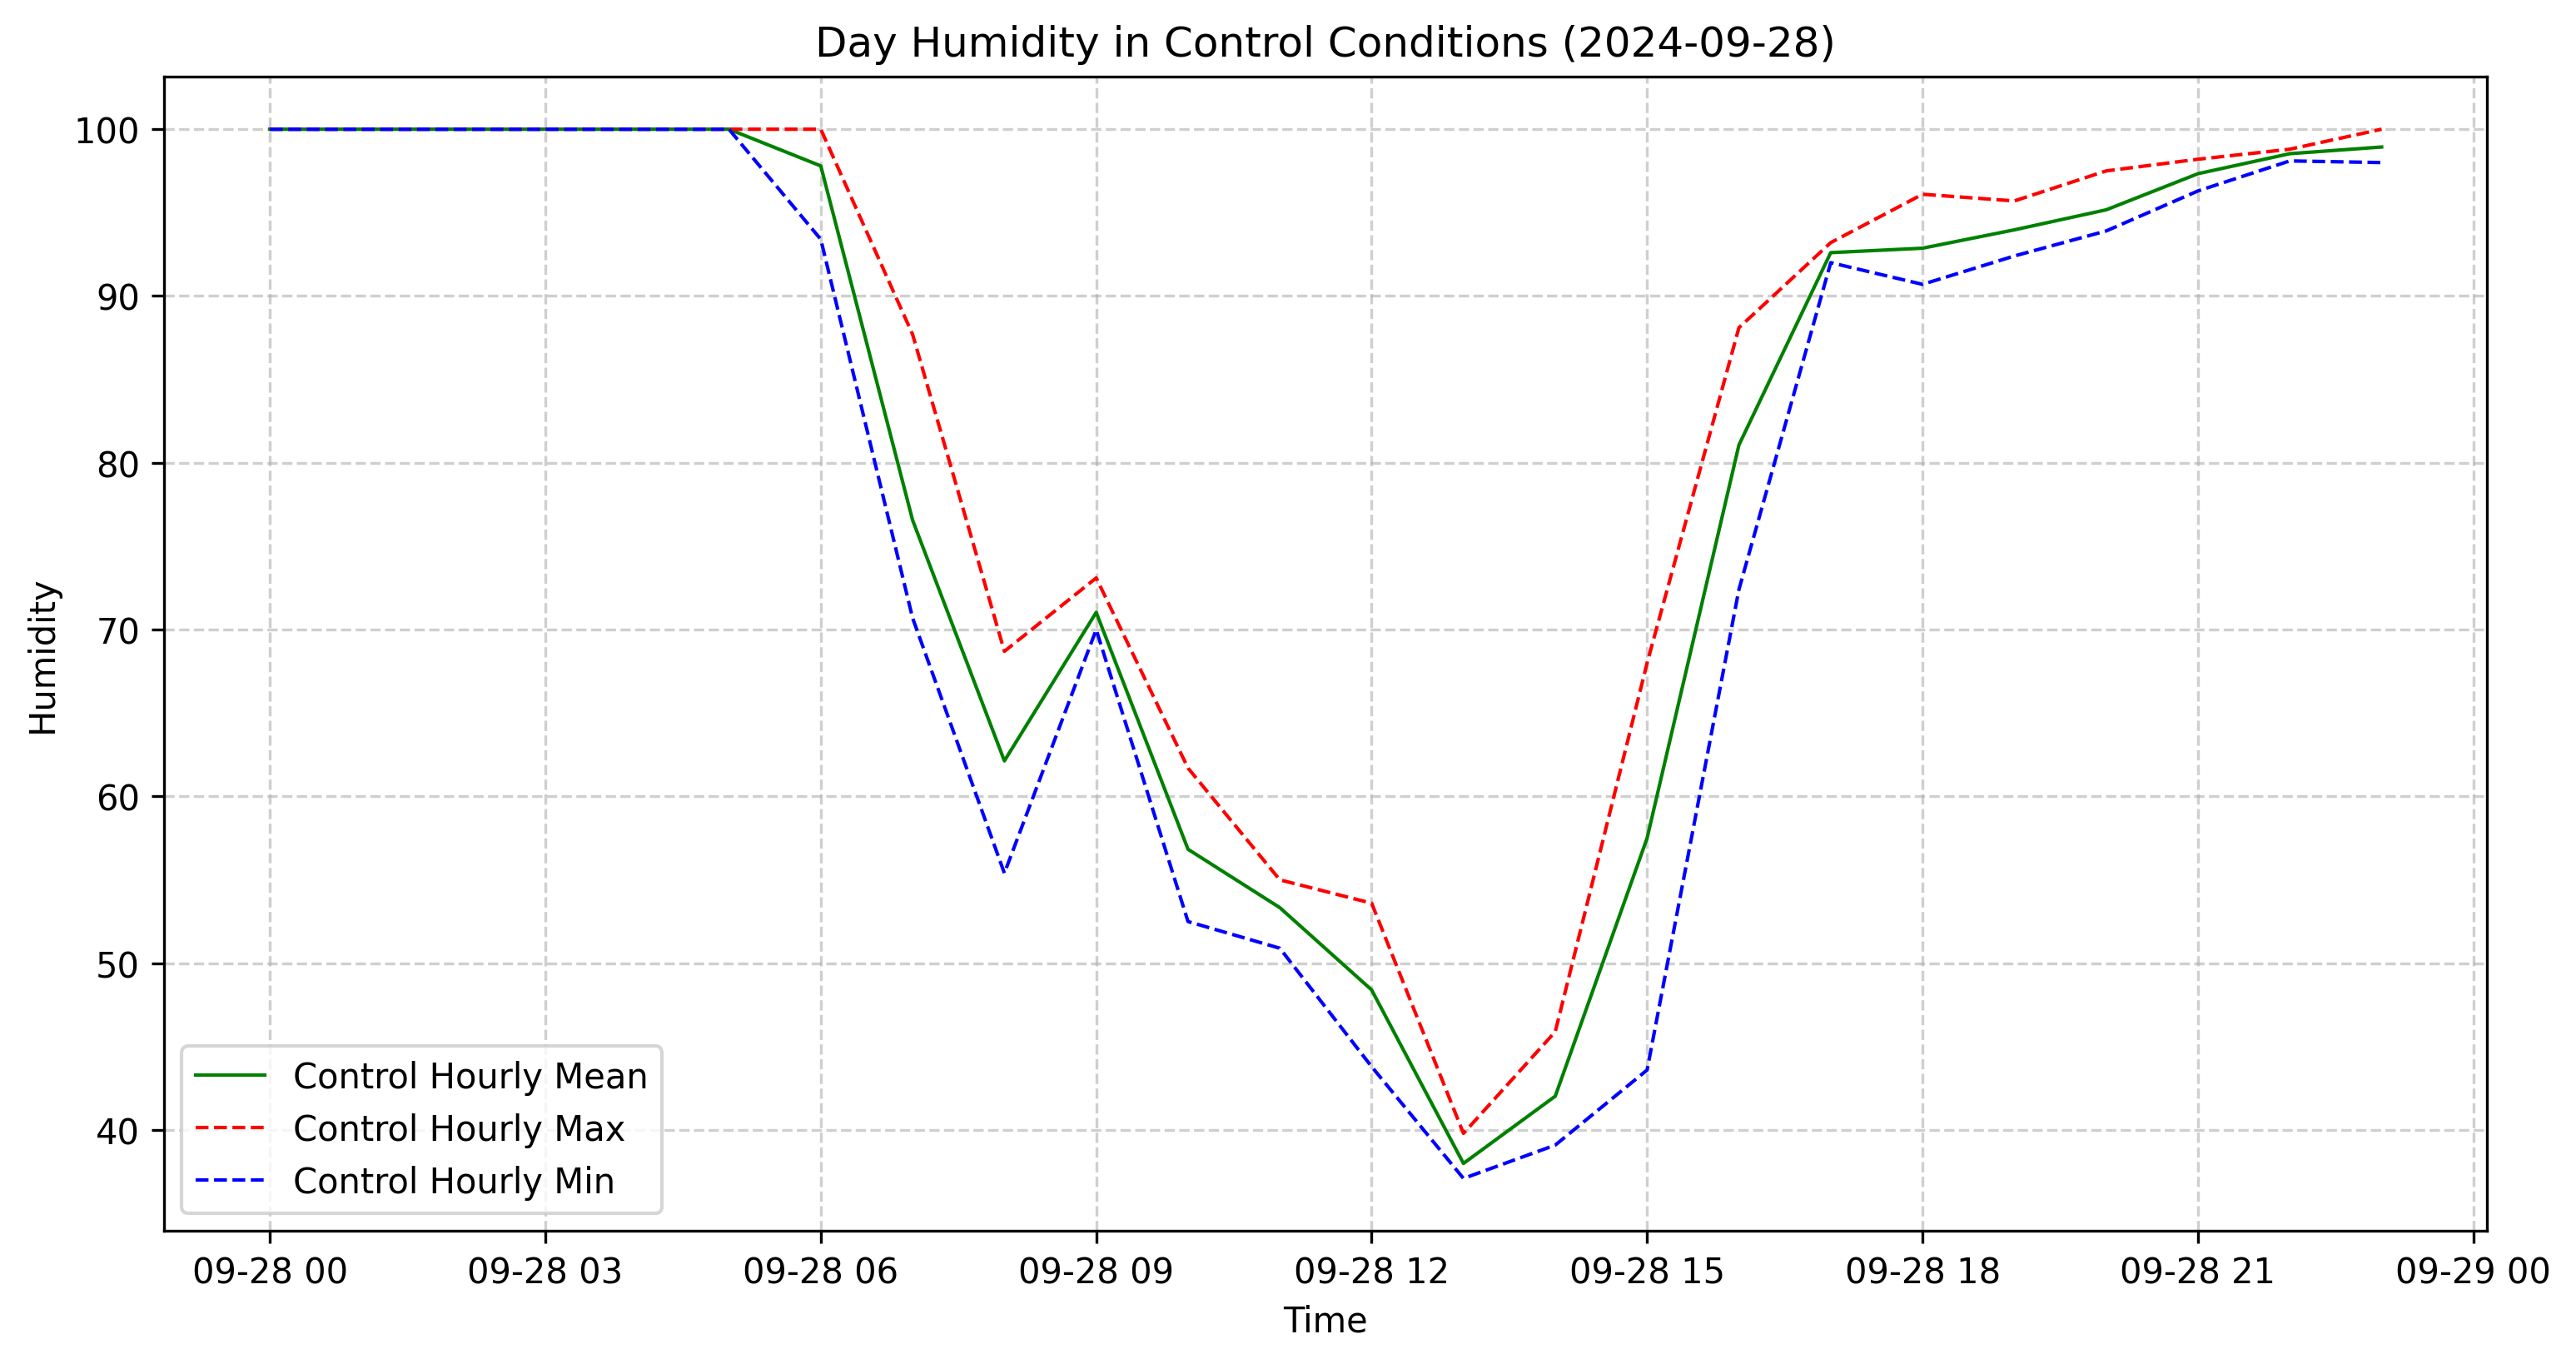 Day Humidity in Control Conditions (2024-09-28)
100
90
80
70
60
50
40
Humidity
Control Hourly Mean
Control Hourly Max
Control Hourly Min
09-28 00 09-28 03 09-28 06 09-28 09 09-28 12 09-28 15 09-28 18 09-28 21 09-29 00
Time